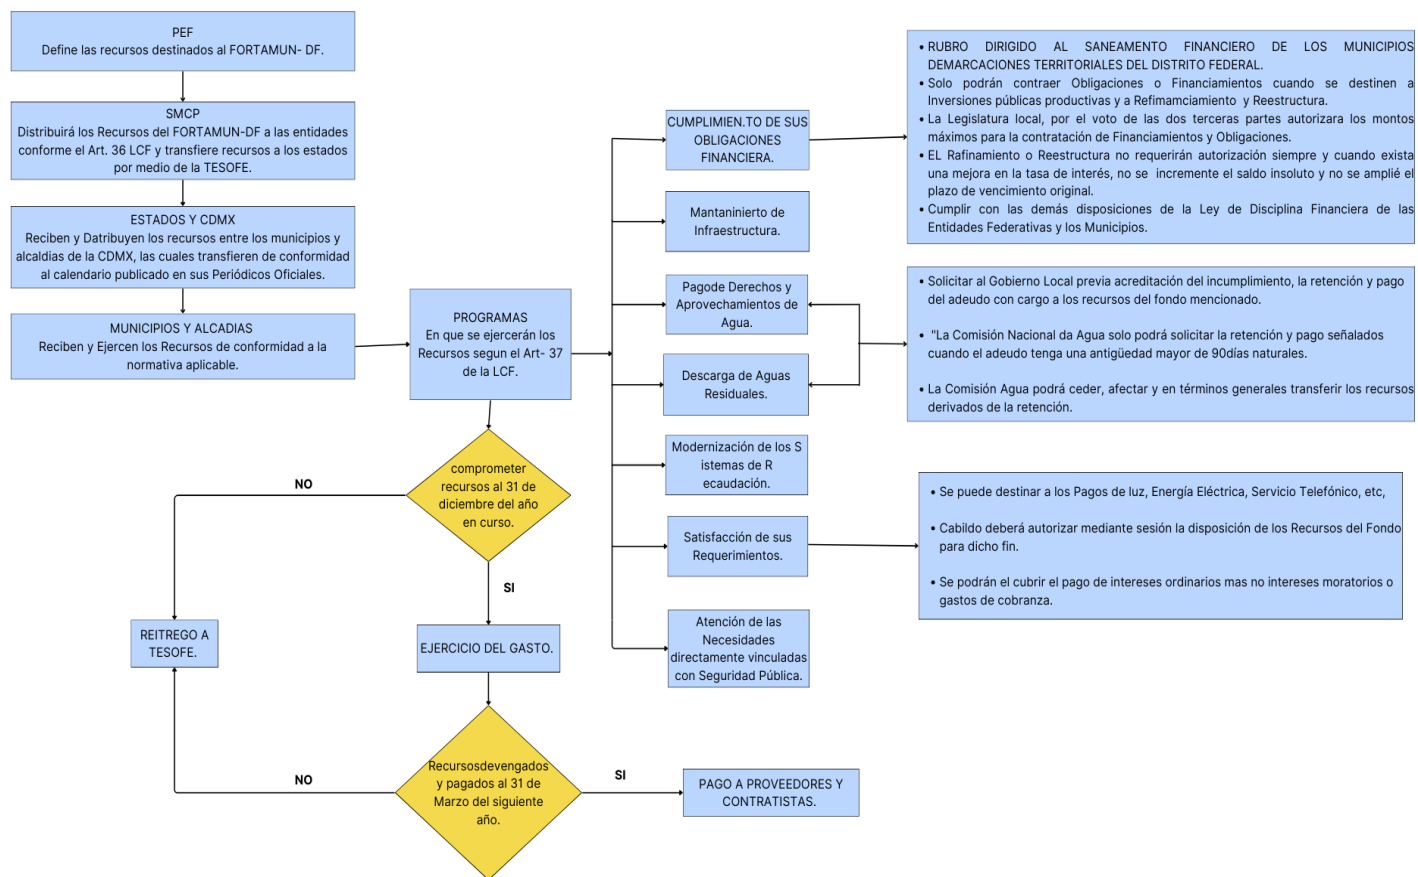 PEF
Define las recursos destinados al FORTAMUN- DF.
SMCP
Distribuirá los Recursos del FORTAMUN-DF a las entidades
conforme el Art. 36 LCF y transfiere recursos a los estados
por medio de la TESOFE.
ESTADOS Y CDMX
Reciben y Datribuyen los recursos entre los municipios y
alcaldias de la CDMX, las cuales transfieren de conformidad
al calendario publicado en sus Periódicos Oficiales.
MUNICIPIOS Y ALCADIAS
Reciben y Ejercen los Recursos de conformidad a la
normativa aplicable.
PROGRAMAS
En que se ejercerán los
Recursos segun el Art- 37
de la LCF.
CUMPLIMIEN.TO DE SUS
OBLIGACIONES
FINANCIERA.
Mantaninierto de
Infraestructura.
Pagode Derechos y
Aprovechamientos de
Agua.
Descarga de Aguas
Residuales.
Modernización de los S
istemas de R
ecaudación.
Satisfacción de sus
Requerimientos.
Atención de las
Necesidades
directamente vinculadas
con Seguridad Pública.
• RUBRO DIRIGIDO AL SANEAMENTO FINANCIERO DE LOS MUNICIPIOS
DEMARCACIONES TERRITORIALES DEL DISTRITO FEDERAL.
• Solo podrán contraer Obligaciones o Financiamientos cuando se destinen a
Inversiones públicas productivas y a Refimamciamiento y Reestructura.
• La Legislatura local, por el voto de las dos terceras parte autorizara los montos
máximos para la contratación de Financiamientos y Obligaciones.
• EL Rafinamiento o Reestructura no requerirán autorización siempre y cuando exista
una mejora en la tasa de interés, no se incremente el saldo insoluto y no se amplié el
plazo de vencimiento original.
• Cumplir con las demás disposiciones de la Ley de Disciplina Financiera de las
Entidades Federativas y los Municipios.
• Solicitar al Gobierno Local previa acreditación del incumplimiento, la retención y pago
del adeudo con cargo a los recursos del fondo mencionado.
• "La Comisión Nacional da Agua solo podrá solicitar la retención y pago señalados
cuando el adeudo tenga una antigüedad mayor de 90días naturales.
• La Comisión Agua podrá ceder, afectar y en términos generales transferir los recursos
derivados de la retención.
• Se puede destinar a los Pagos de luz, Energía Eléctrica, Servicio Telefónico, etc,
• Cabildo deberá autorizar mediante sesión la disposición de los Recursos del Fondo
para dicho fin.
• Se podrán el cubrir el pago de intereses ordinarios mas no intereses moratorios o
gastos de cobranza.
comprometer
recursos al 31 de
diciembre del año
en curso.
NO
SI
REITREGO A
TESOFE.
EJERCICIO DEL GASTO.
Recursosdevengados
y pagados al 31 de
Marzo del siguiente
año.
NO
SI
PAGO A PROVEEDORES Y
CONTRATISTAS.